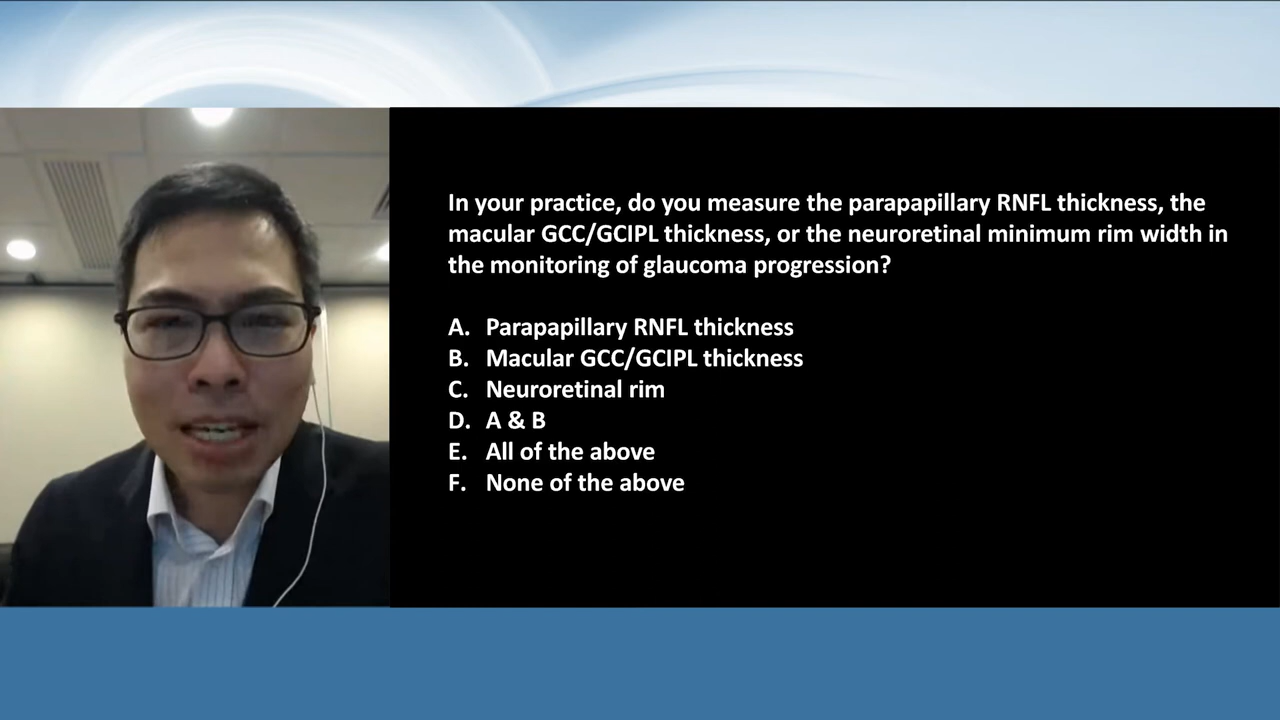 In your practice, do you measure the parapapillary RNFL thickness, the
macular GCC/GCIPL thickness, or the neuroretinal minimum rim width in
the monitoring of glaucoma progression?
A. Parapapillary RNFL thickness
B. Macular GCC/GCIPL thickness
C. Neuroretinal rim
D. A & B
E. All of the above
F. None of the above